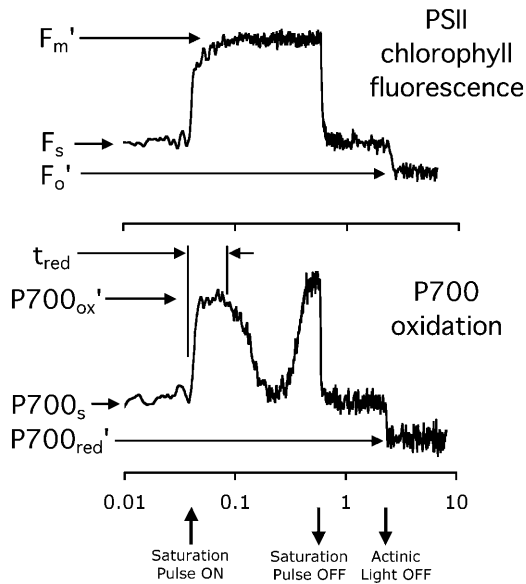 PSII
chlorophyll
fluorescence
Fm'
Fs
Fo'
tred
P700ox'
P700
oxidation
P700s
P700red'
0.01 0.1 1 10
Saturation
Pulse ON
Saturation
Pulse OFF
Actinic
Light OFF